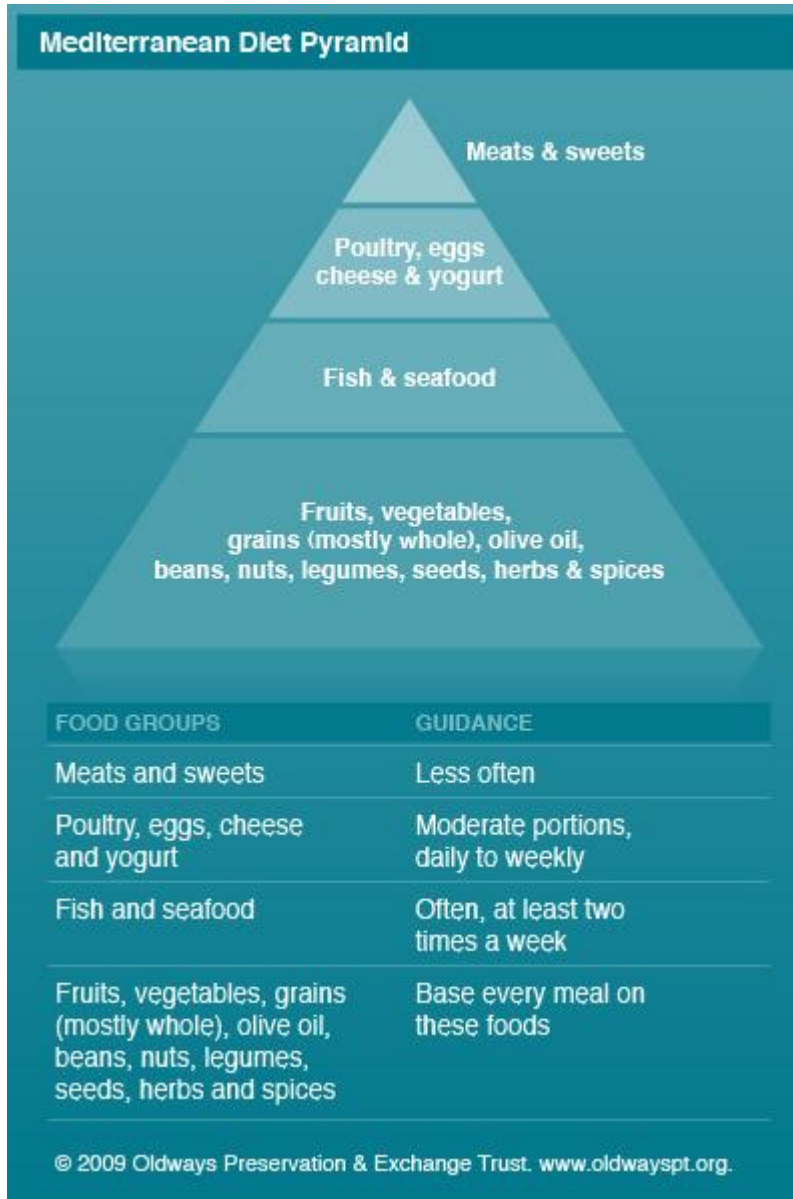 Mediterranean Diet Pyramid
Meats & sweets
Poultry, eggs
cheese & yogurt
Fish & seafood
Fruits, vegetables,
grains (mostly whole), olive oil,
beans, nuts, legumes, seeds, herbs & spices
FOOD GROUPS GUIDANCE
Meats and sweets Less often
Poultry, eggs, cheese Moderate portions,
and yogurt daily to weekly
Fish and seafood Often, at least two
times a week
Fruits, vegetables, grains Base every meal on
(mostly whole), olive oil, these foods
beans, nuts, legumes,
seeds, herbs and spices
© 2009 Oldways Preservation & Exchange Trust. www.oldwayspt.org.